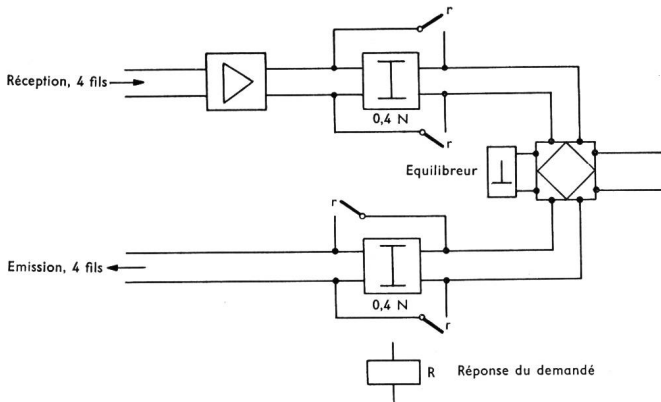 r
Réception, 4 fils
0,4 N
r
Equilibreur
r
Emission, 4 fils
0,4 N
r
R Réponse du demandé